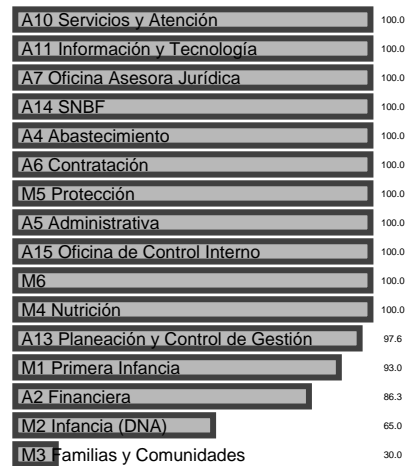 A10 Servicios y Atención 100.0
A11 Información y Tecnología 100.0
A7 Oficina Asesora Jurídica 100.0
A14 SNBF 100.0
A4 Abastecimiento 100.0
A6 Contratación 100.0
M5 Protección 100.0
A5 Administrativa 100.0
A15 Oficina de Control Interno 100.0
M6 100.0
M4 Nutrición 100.0
A13 Planeación y Control de Gestión 97.6
M1 Primera Infancia 93.0
A2 Financiera 86.3
M2 Infancia (DNA) 65.0
M3 Familias y Comunidades 30.0